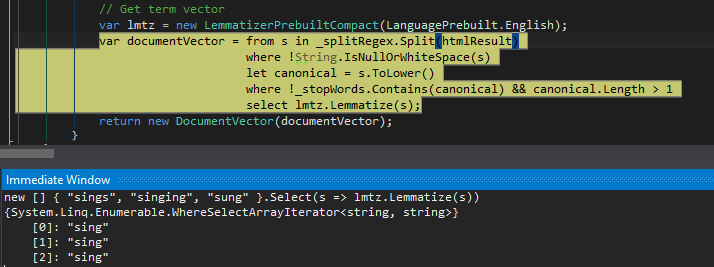 // Get term vector
var lmtz = new LemmatizerPrebuiltCompact(LanguagePrebuilt.English);
var documentVector = from s in _splitRegex.Split(htmlResult)
where !String.IsNullOrWhiteSpace(s)
let canonical = s.ToLower()
where !_stopWords.Contains(canonical) && canonical.Length > 1
select lmtz.Lemmatize(s);
return new DocumentVector(documentVector);
}
Immediate Window
new [] { "sings", "singing", "sung" }.Select(s => lmtz.Lemmatize(s))
{System.Linq.Enumerable.WhereSelectArrayIterator<string, string>}
[0]: "sing"
[1]: "sing"
[2]: "sing"